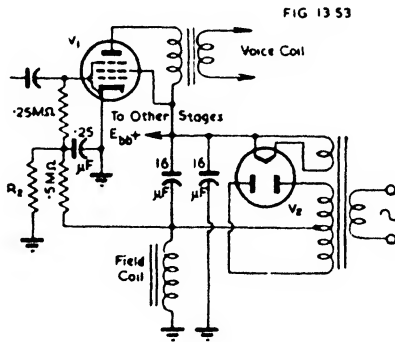 FIG 13 53
V1
Voice Coil
To Other Stages
Ebb+
.25MΩ
.25
μF
16
μF
16
μF
R2
.5MΩ
V2
Field
Coil